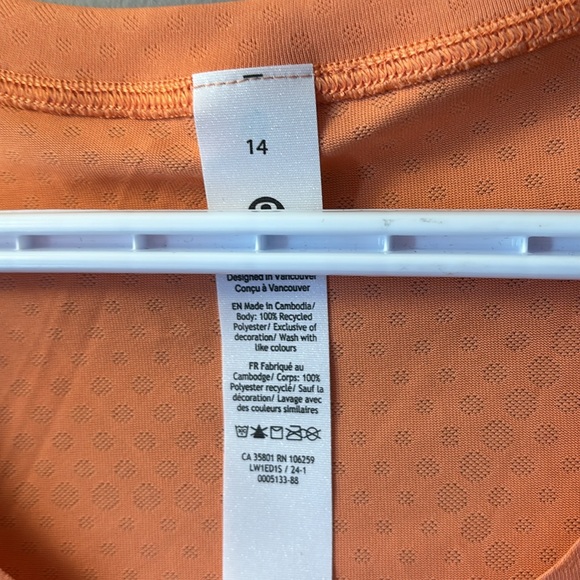 14
Designed in Vancouver
Conçu à Vancouver
EN Made in Cambodia/
Body: 100% Recycled
Polyester/ Exclusive of
decoration/ Wash with
like colours
FR Fabriqué au
Cambodge/ Corps: 100%
Polyester recyclé/ Sauf la
décoration/ Lavage avec
des couleurs similaires
CA 35801 RN 106259
LW1ED1S / 24-1
0005133-88